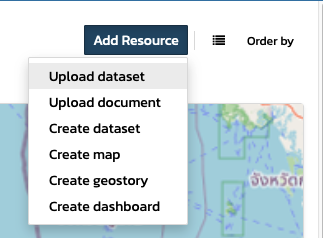 Add Resource
Order by
Upload dataset
Upload document
Create dataset
Create map
Create geostory
Create dashboard